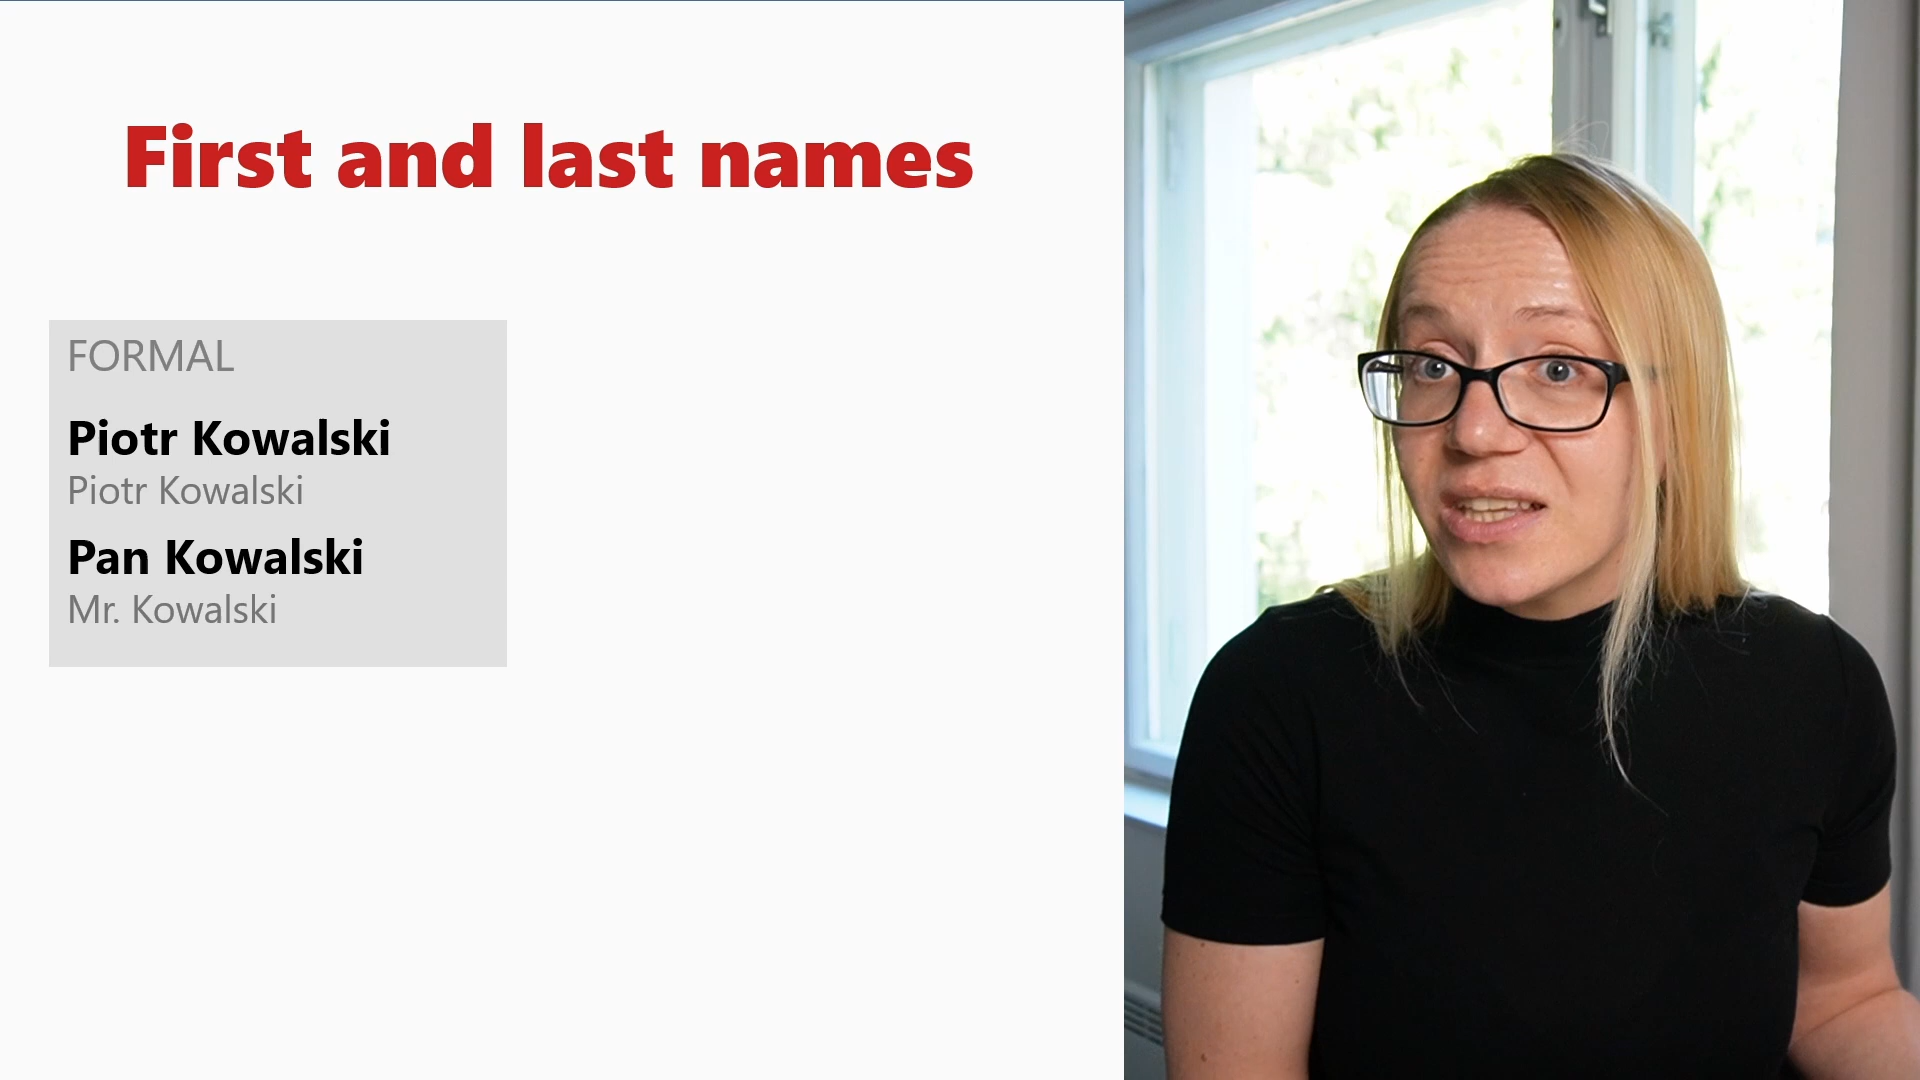 First and last names
FORMAL
Piotr Kowalski
Piotr Kowalski
Pan Kowalski
Mr. Kowalski